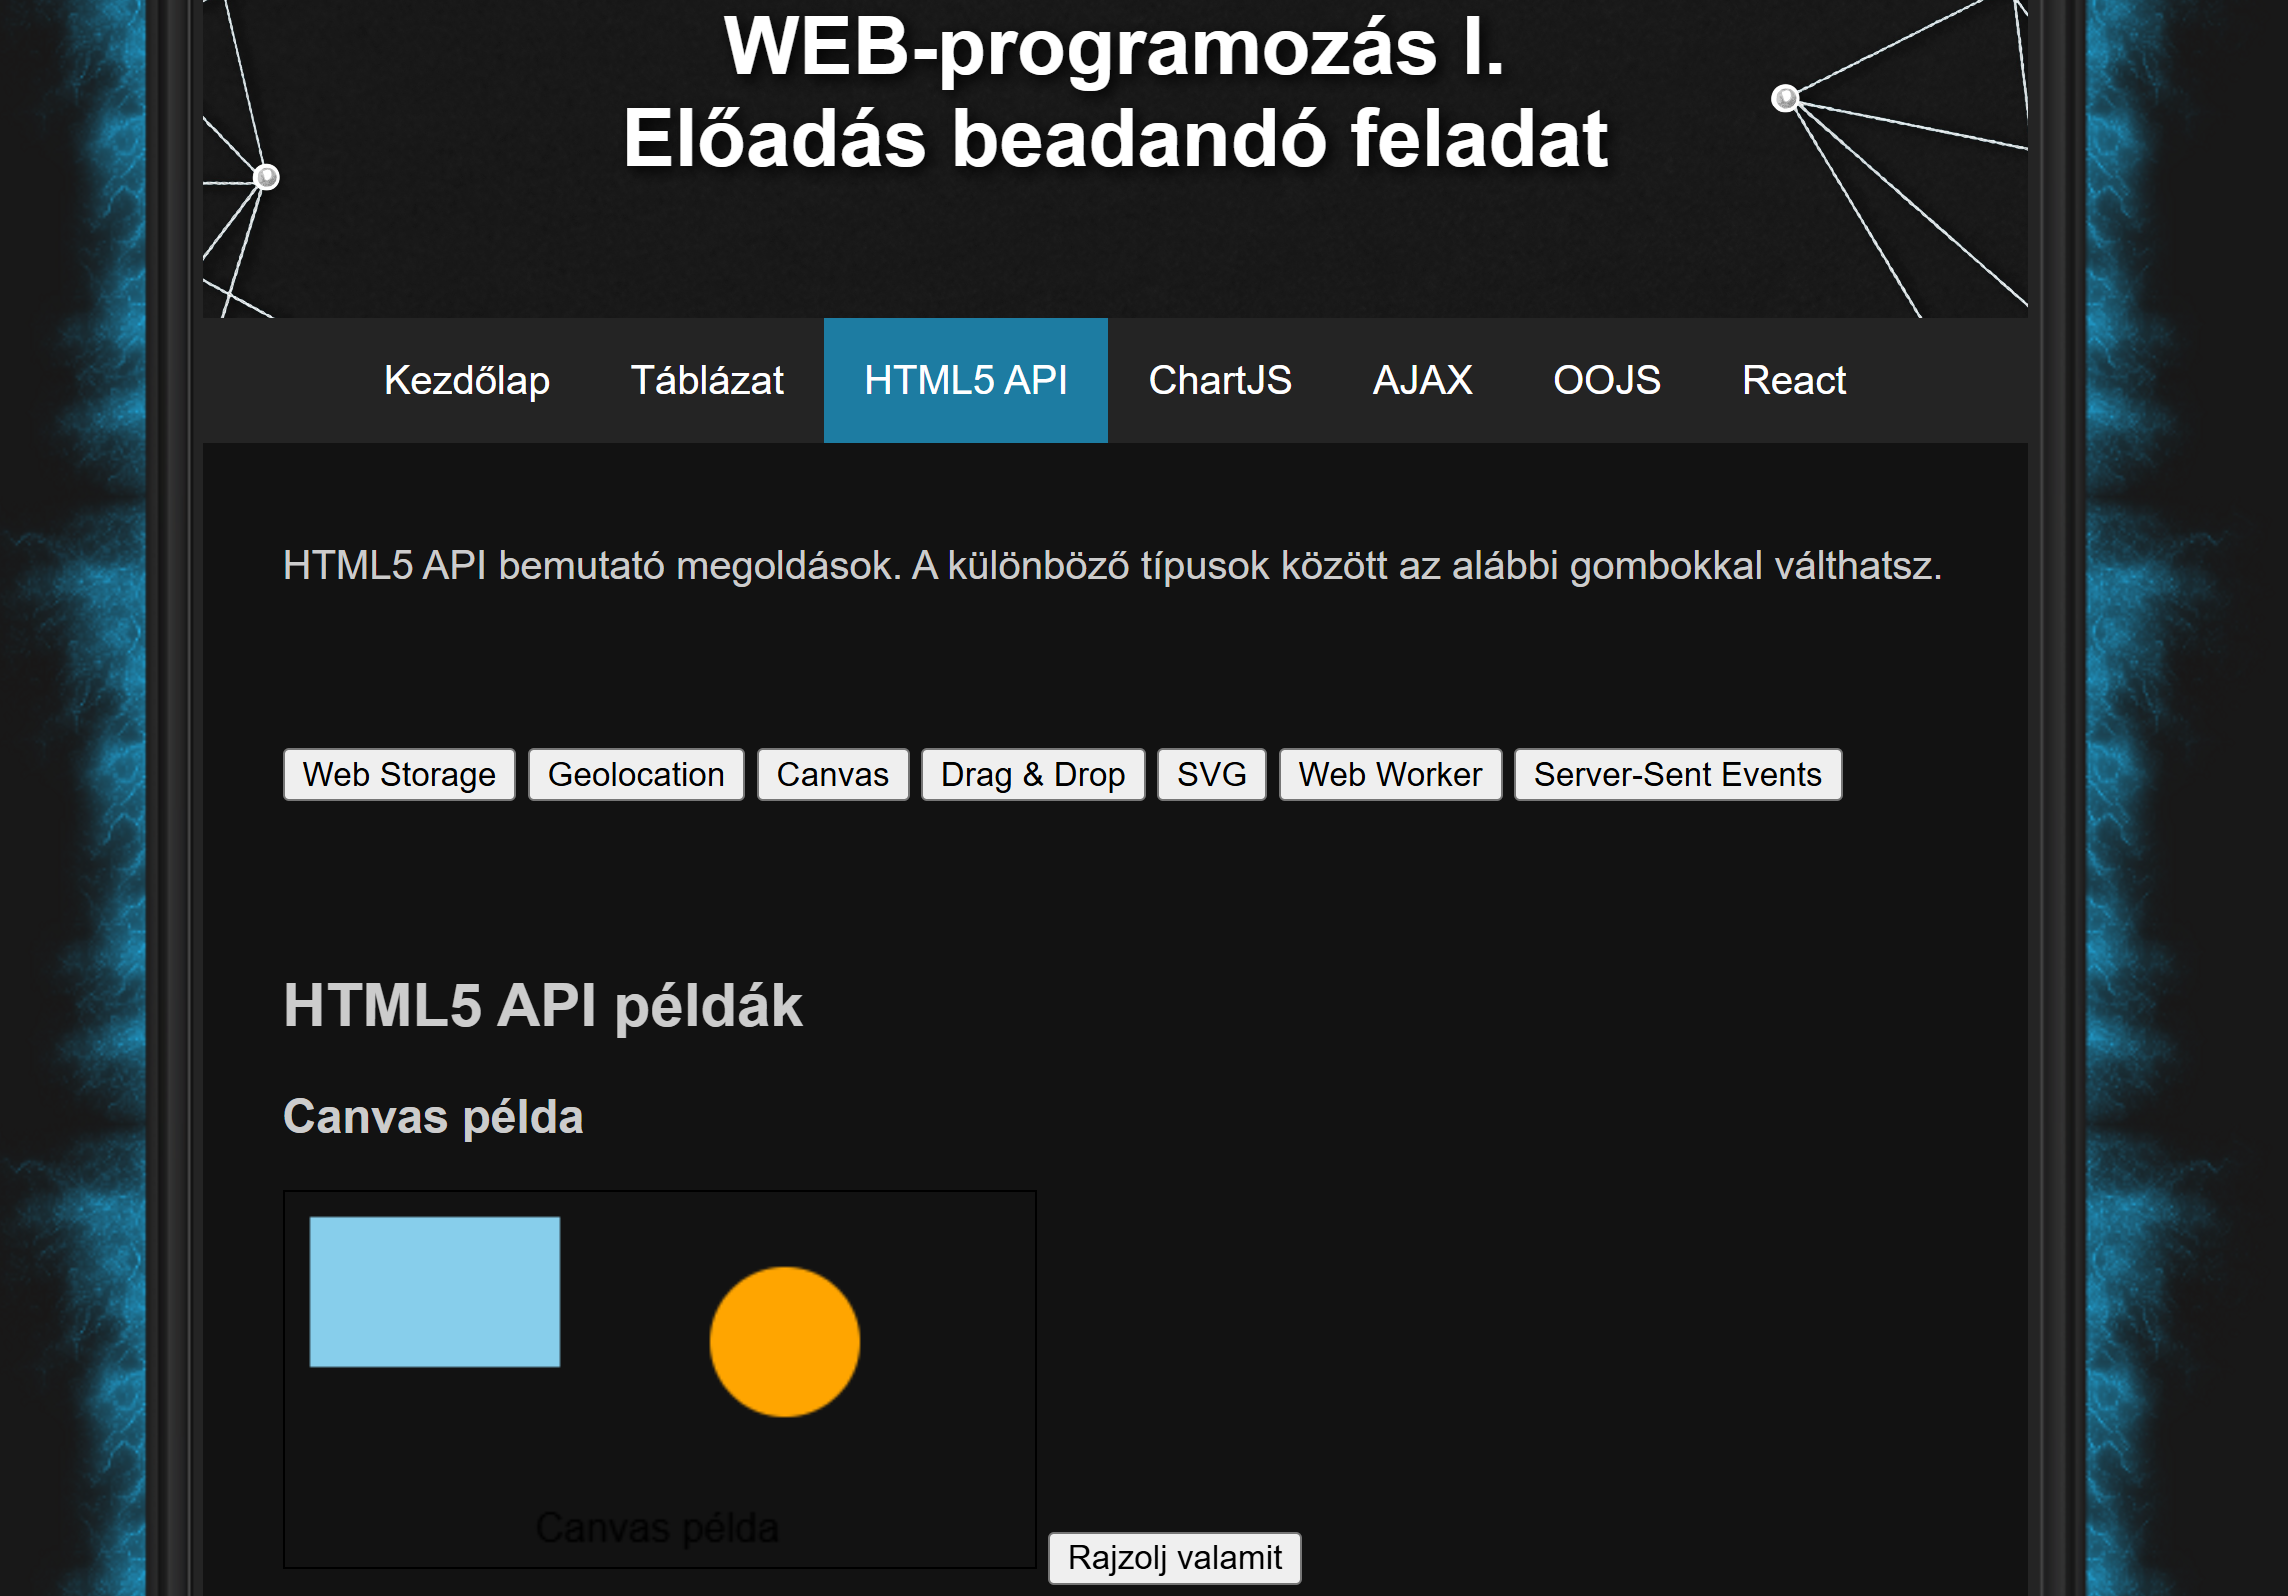 WEB-programozás I.
Előadás beadandó feladat
Kezdőlap Táblázat HTML5 API ChartJS AJAX OOJS React
HTML5 API bemutató megoldások. A különböző típusok között az alábbi gombokkal válthatsz.
Web Storage Geolocation Canvas Drag & Drop SVG Web Worker Server-Sent Events
HTML5 API példák
Canvas példa
Canvas példa
Rajzolj valamit